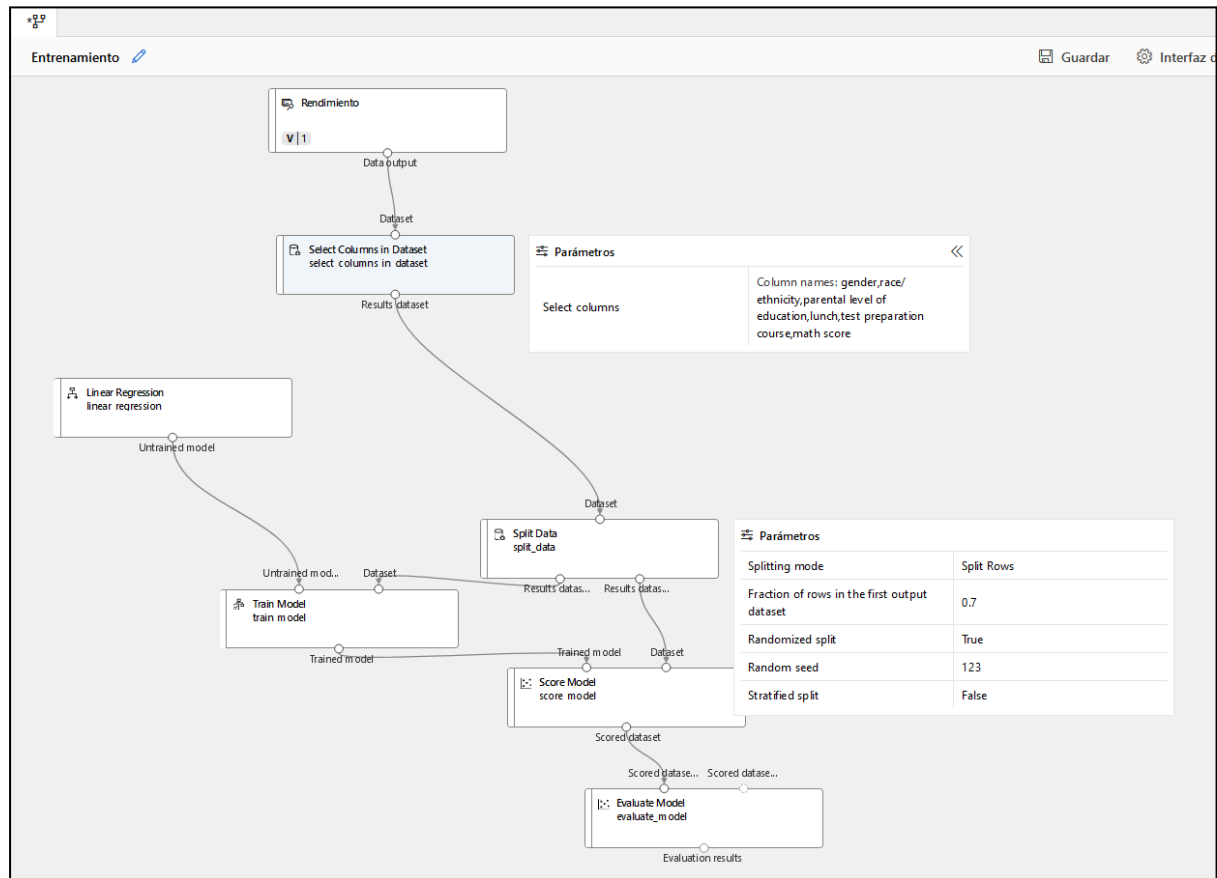 Entrenamiento
Guardar
Interfaz d
Rendimiento
V 1
Data output
Dataset
Select Columns in Dataset
select columns in dataset
Results dataset
Parámetros
Select columns
Column names: gender,race/
ethnicity,parental level of
education,lunch,test preparation
course,math score
Linear Regression
linear regression
Untrained model
Dataset
Split Data
split_data
Results datas... Results datas...
Parámetros
Splitting mode Split Rows
Fraction of rows in the first output
dataset
0.7
Randomized split True
Random seed 123
Stratified split False
Untrained mod... Dataset
Train Model
train model
Trained model
Trained model Dataset
Score Model
score model
Scored dataset
Scored datase... Scored datase...
Evaluate Model
evaluate_model
Evaluation results